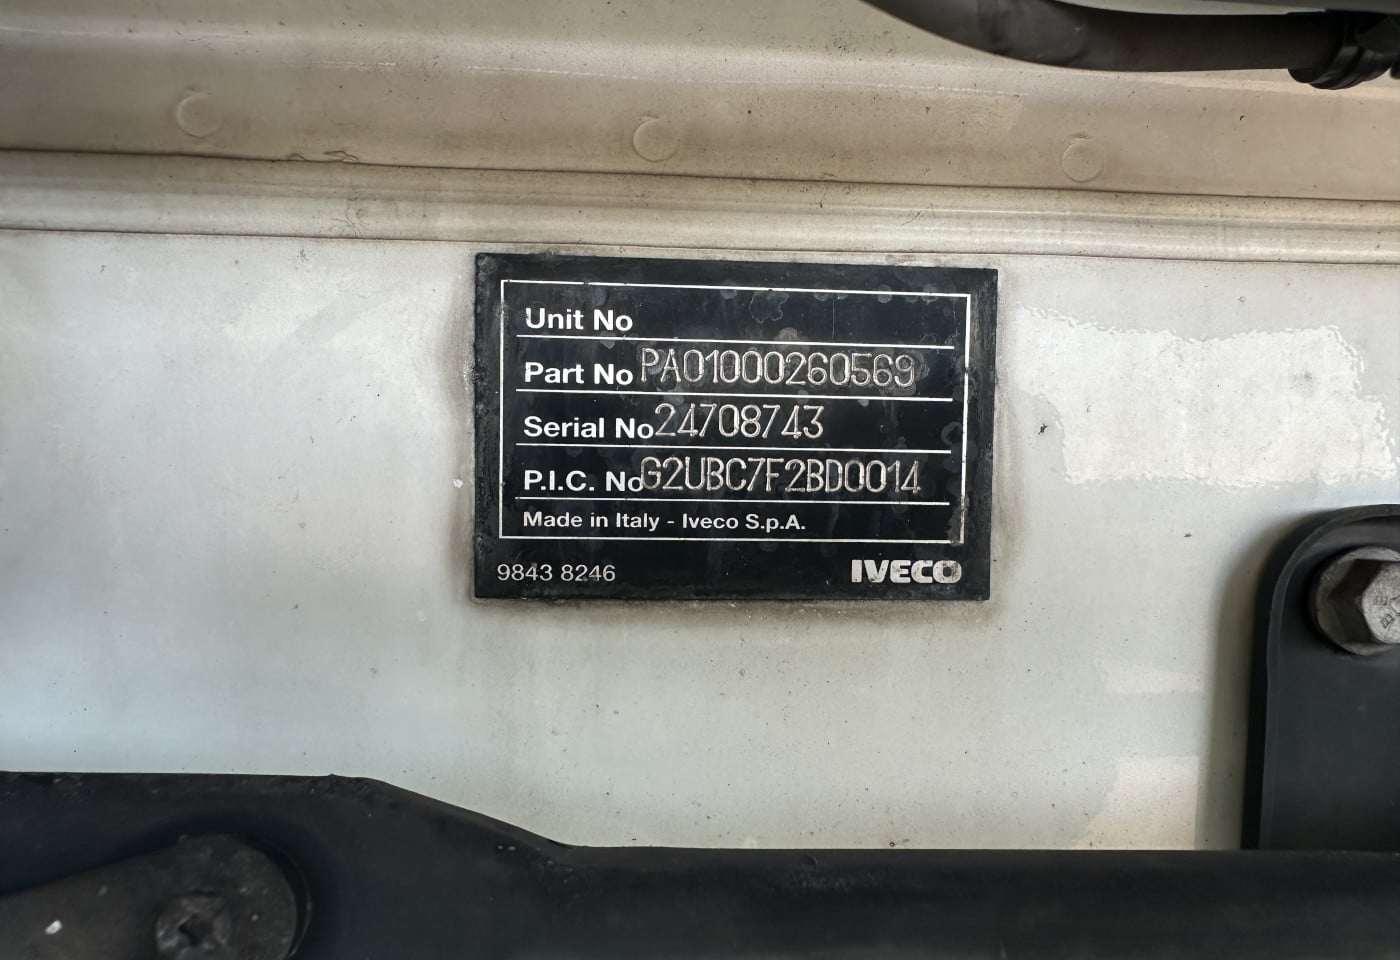 Unit No
Part No PA01000260569
Serial No 24708743
P.I.C. No G2UBC7F2BD0014
Made in Italy - Iveco S.p.A.
9843 8246
IVECO